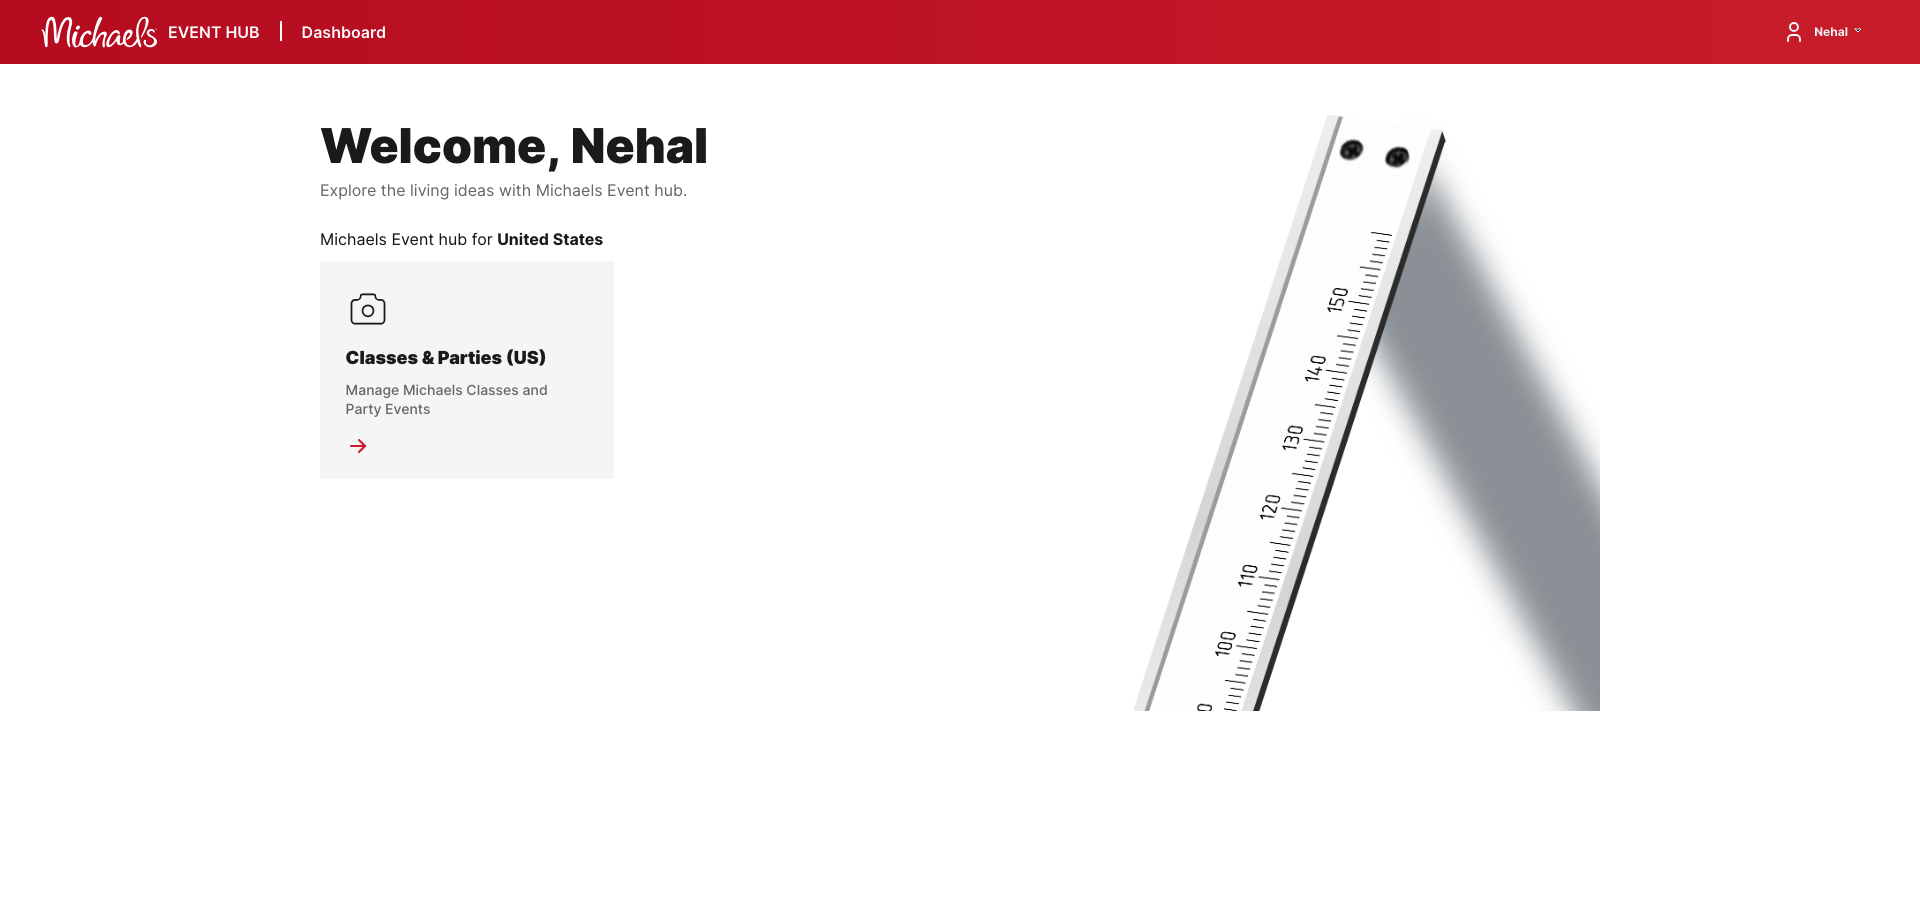 Michaels EVENT HUB
Dashboard
Nehal
Welcome, Nehal
Explore the living ideas with Michaels Event hub.
Michaels Event hub for United States
Classes & Parties (US)
Manage Michaels Classes and
Party Events
150
140
130
120
110
100